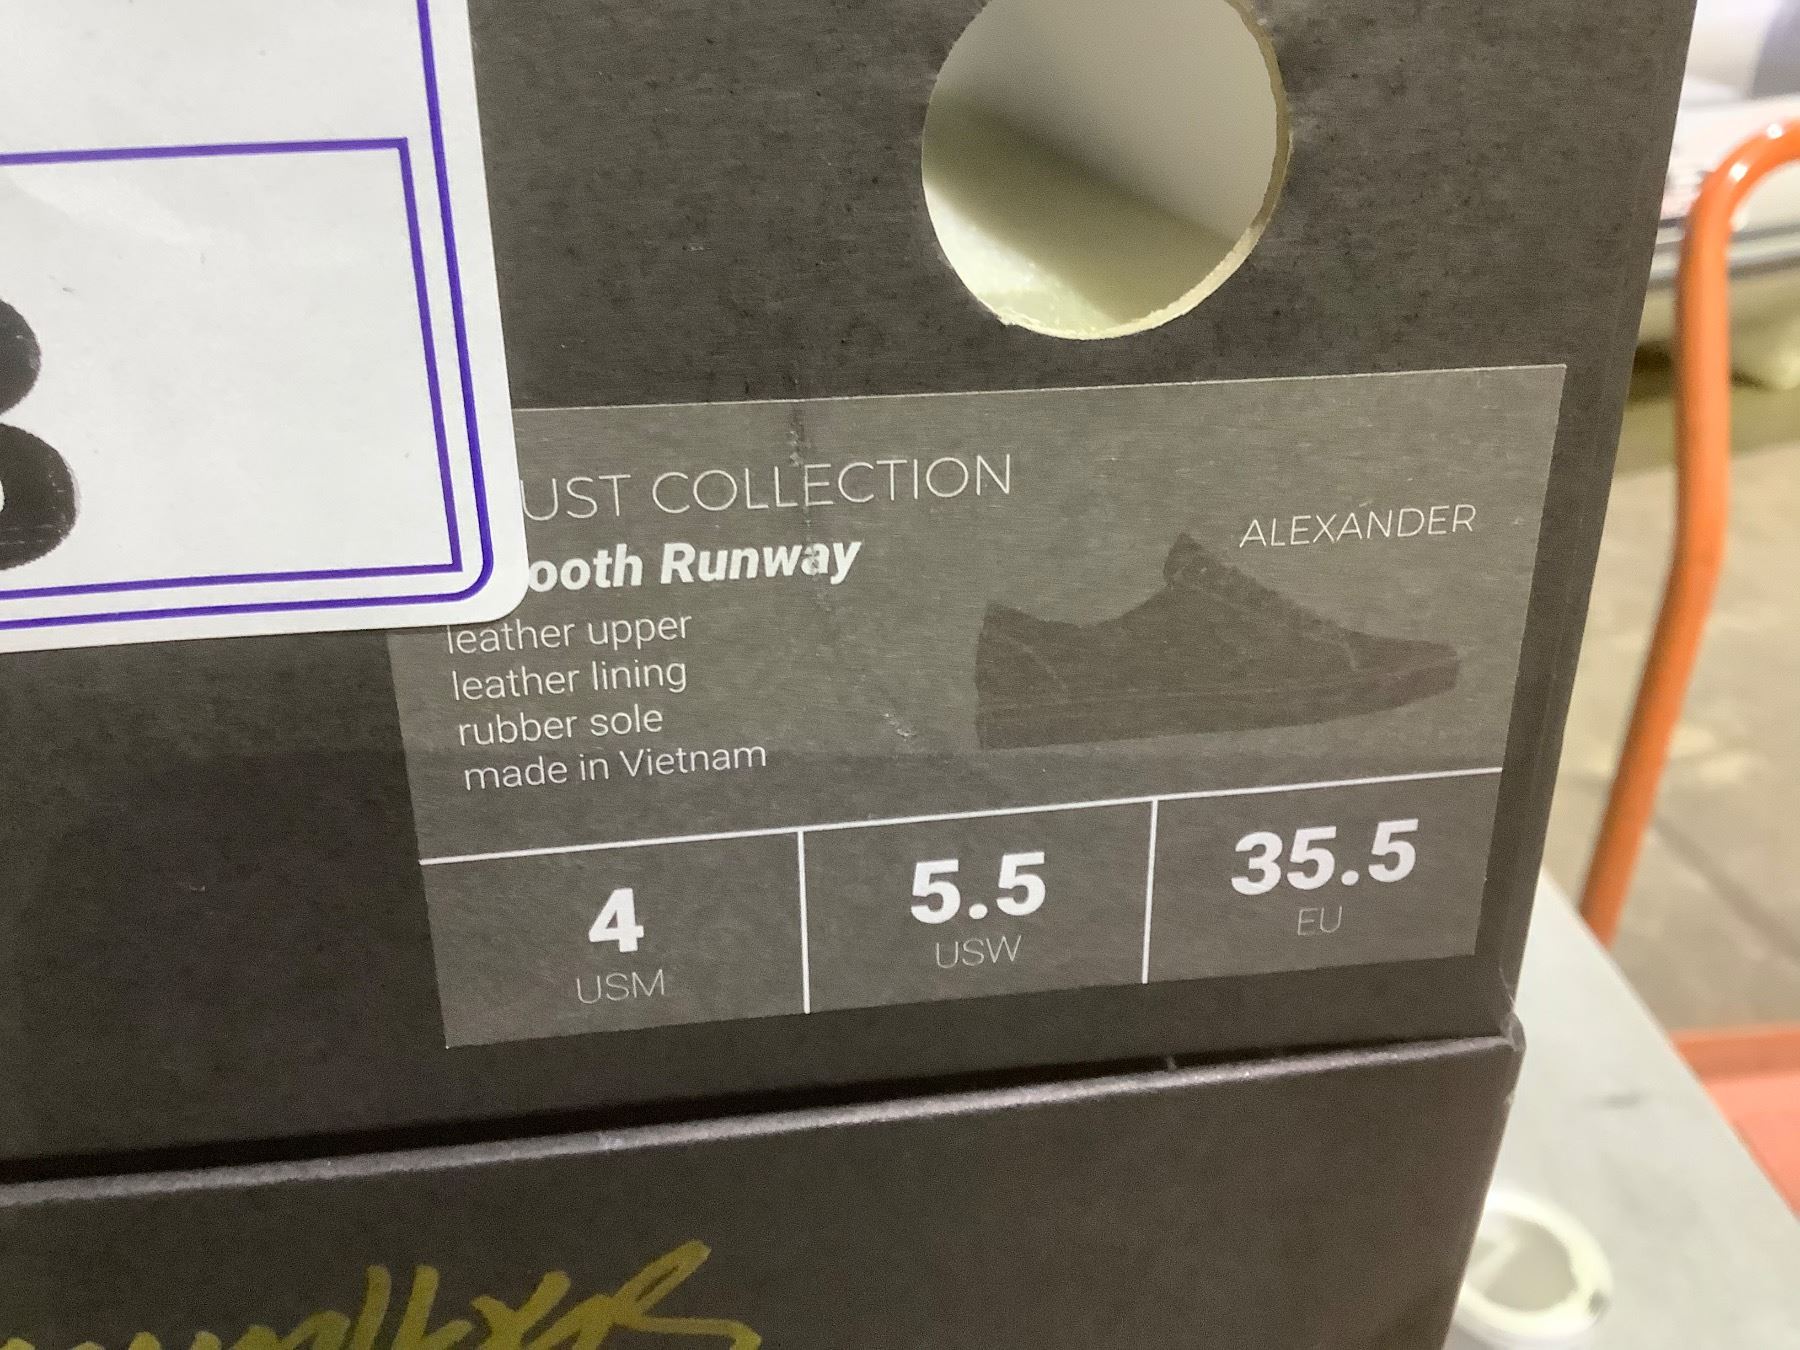 UST COLLECTION
ooth Runway
ALEXANDER
leather upper
leather lining
rubber sole
made in Vietnam
4
USM
5.5
USW
35.5
EU